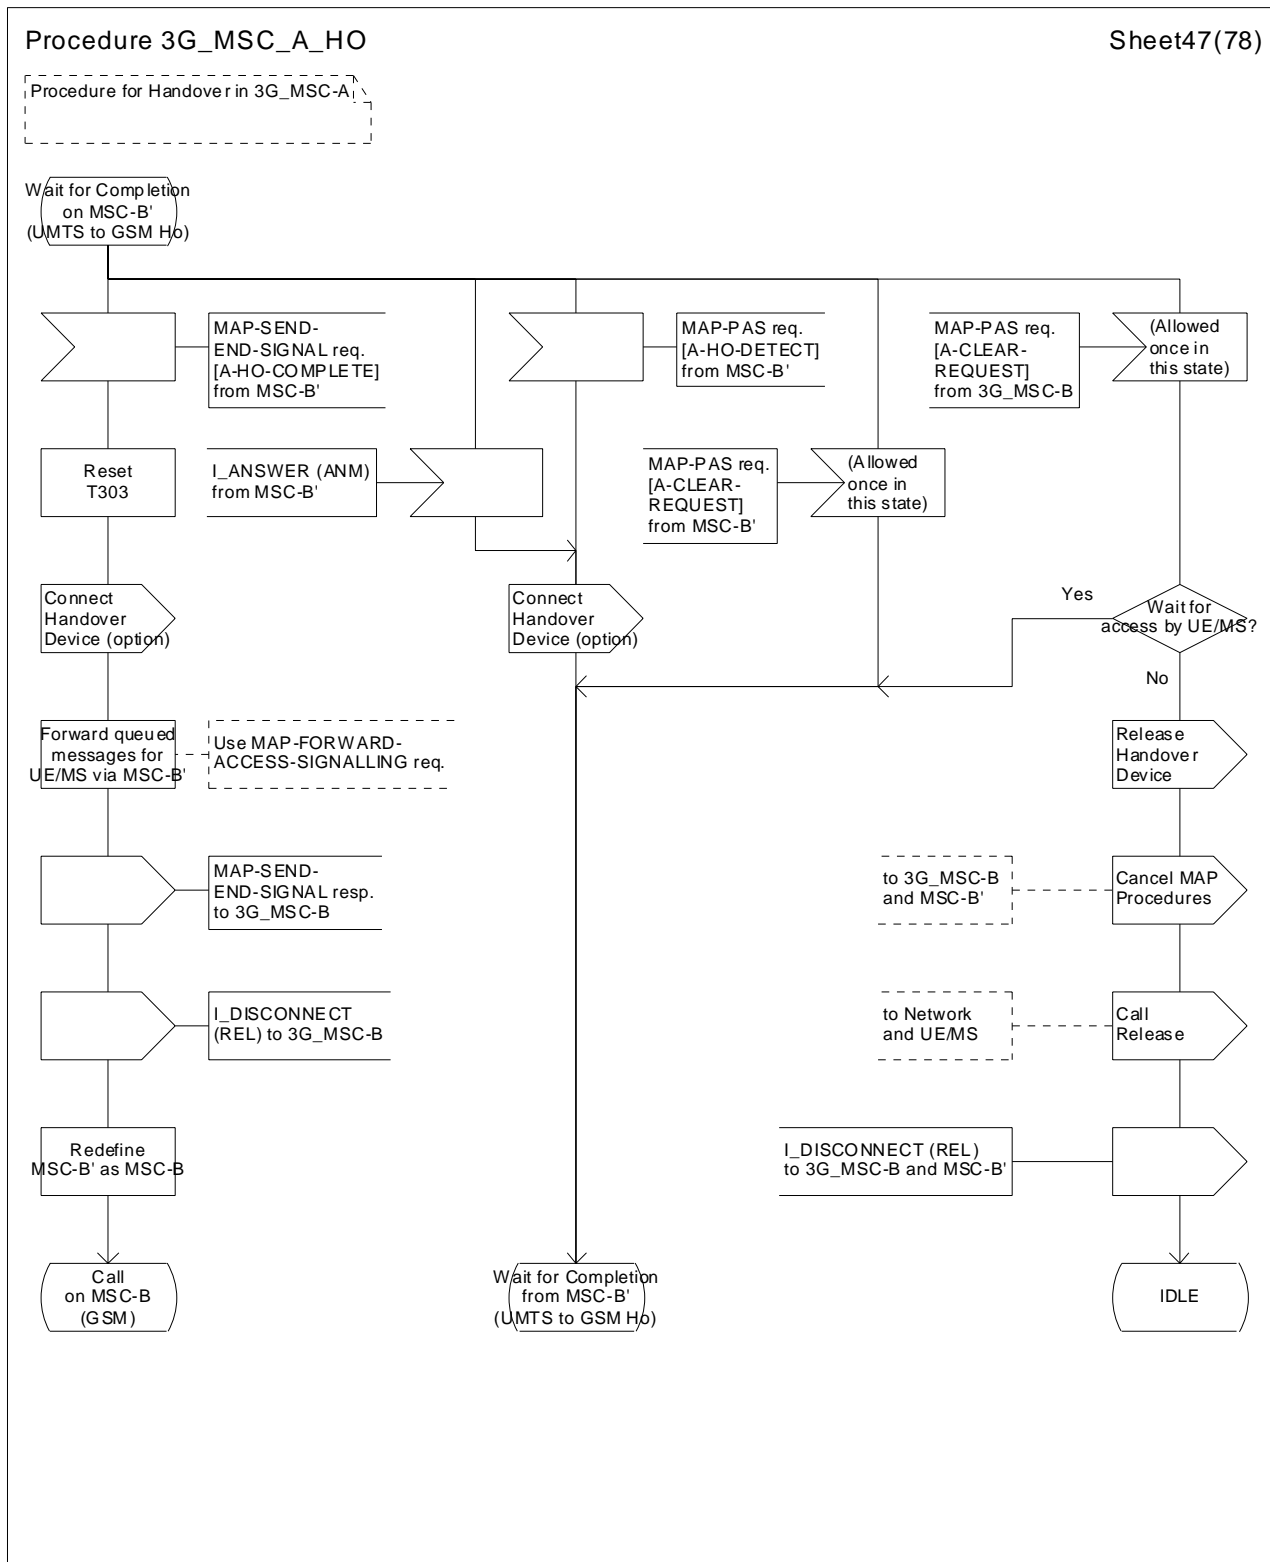 Procedure 3G_MSC_A_HO
Sheet47(78)
Procedure for Handover in 3G_MSC-A
Wait for Completion
on MSC-B'
(UMTS to GSM Ho)
MAP-SEND-
END-SIGNAL req.
[A-HO-COMPLETE]
from MSC-B'
MAP-PAS req.
[A-HO-DETECT]
from MSC-B'
MAP-PAS req.
[A-CLEAR-
REQUEST]
from 3G_MSC-B
(Allowed
once in
this state)
Reset
T303
I_ANSWER (ANM)
from MSC-B'
MAP-PAS req.
[A-CLEAR-
REQUEST]
from MSC-B'
(Allowed
once in
this state)
Connect
Handover
Device (option)
Connect
Handover
Device (option)
Yes
Wait for
access by UE/MS?
No
Forward queued
messages for
UE/MS via MSC-B'
Use MAP-FORWARD-
ACCESS-SIGNALLING req.
Release
Handover
Device
MAP-SEND-
END-SIGNAL resp.
to 3G_MSC-B
to 3G_MSC-B
and MSC-B'
Cancel MAP
Procedures
I_DISCONNECT
(REL) to 3G_MSC-B
to Network
and UE/MS
Call
Release
Redefine
MSC-B' as MSC-B
I_DISCONNECT (REL)
to 3G_MSC-B and MSC-B'
Call
on MSC-B
(GSM)
Wait for Completion
from MSC-B'
(UMTS to GSM Ho)
IDLE